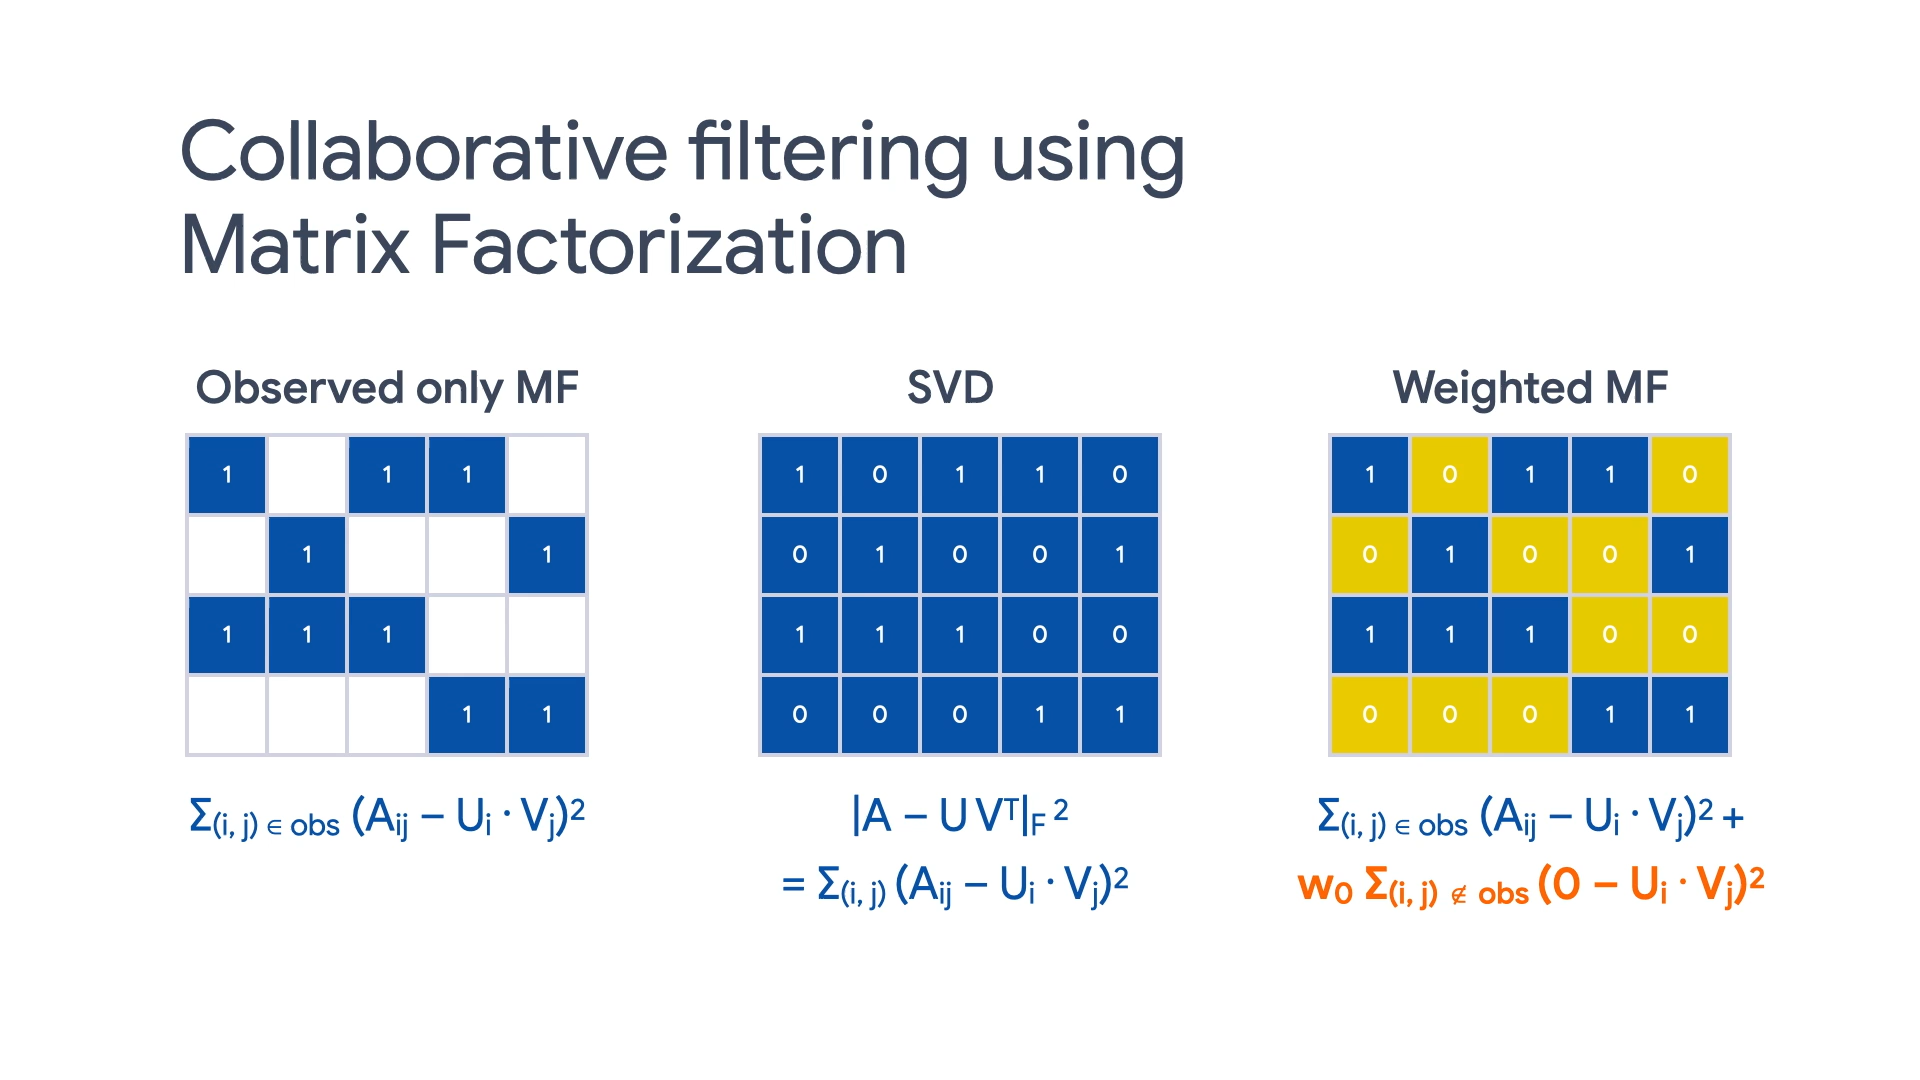 Collaborative filtering using
Matrix Factorization
Observed only MF
1 1 1
1 1
1 1 1
1 1
Σ(i, j) ∈ obs (Aij – Ui · Vj)²
SVD
1 0 1 1 0
0 1 0 0 1
1 1 1 0 0
0 0 0 1 1
|A – U Vᵀ|F ²
= Σ(i, j) (Aij – Ui · Vj)²
Weighted MF
1 0 1 1 0
0 1 0 0 1
1 1 1 0 0
0 0 0 1 1
Σ(i, j) ∈ obs (Aij – Ui · Vj)² +
w0 Σ(i, j) ∉ obs (0 – Ui · Vj)²